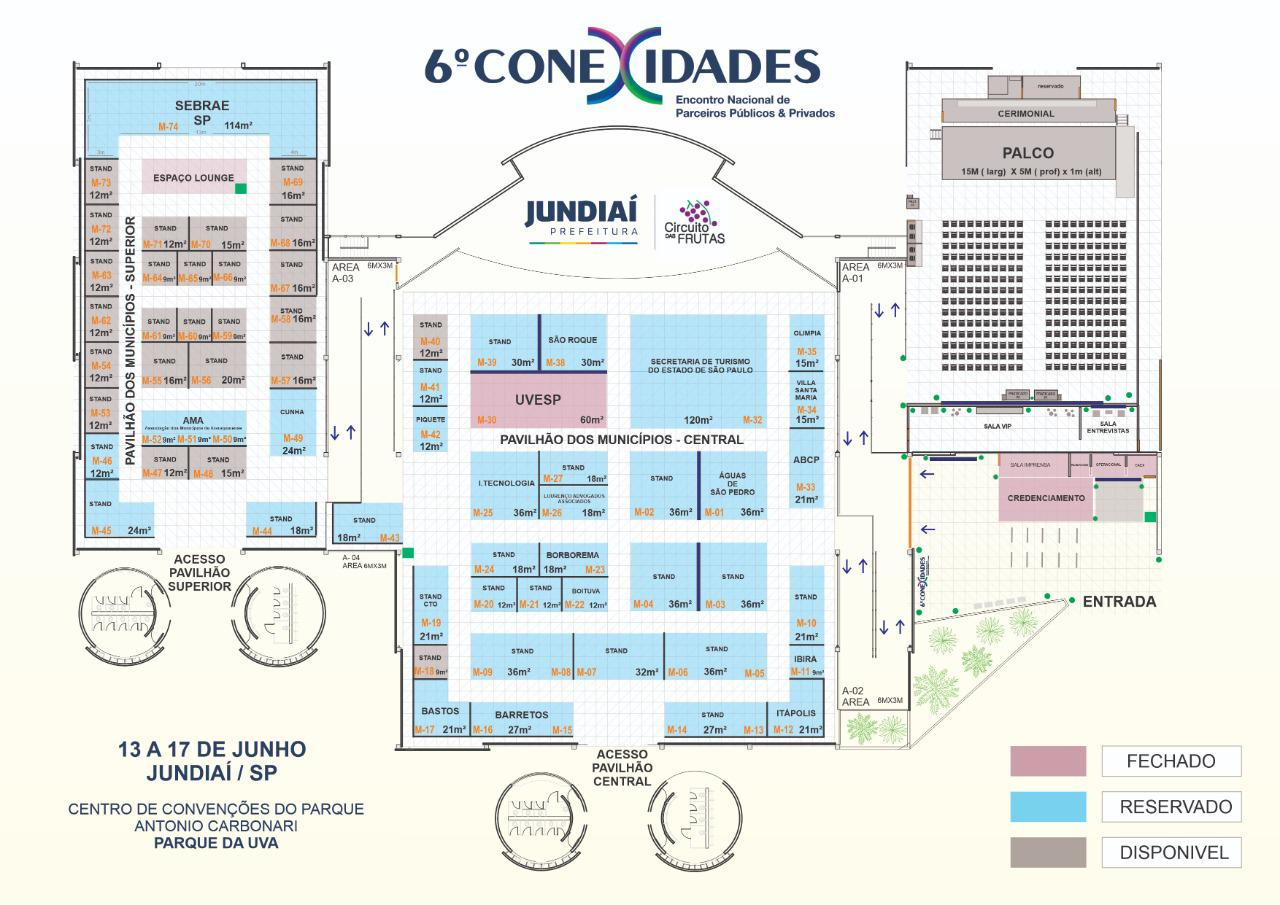 6º CONEXIDADES
Encontro Nacional de
Parceiros Públicos & Privados
JUNDIAÍ
PREFEITURA
Circuito
DAS FRUTAS
20m
SEBRAE
SP
M-74 114m²
STAND
M-73
12m²
STAND
M-72
12m²
STAND
M-63
12m²
STAND
M-62
12m²
STAND
M-54
12m²
STAND
M-53
12m²
STAND
M-46
12m²
STAND
M-45 24m²
ESPAÇO LOUNGE
PAVILHÃO DOS MUNICÍPIOS - SUPERIOR
STAND
M-71 12m²
STAND
M-70 15m²
STAND
M-64 9m²
STAND
M-65 9m²
STAND
M-66 9m²
STAND
M-61 9m²
STAND
M-60 9m²
STAND
M-59 9m²
STAND
M-55 16m²
STAND
M-56 20m²
AMA
M-52 9m² M-51 9m² M-50 9m²
STAND
M-47 12m²
STAND
M-48 15m²
STAND
M-69
16m²
STAND
M-68 16m²
STAND
M-67 16m²
STAND
M-58 16m²
STAND
M-57 16m²
CUNHA
M-49
24m²
STAND
M-44 18m²
STAND
18m² M-43
ACESSO
PAVILHÃO
SUPERIOR
AREA 6MX3M
A-03
A- 04
AREA 6MX3M
STAND
M-40
12m²
STAND
M-41
12m²
PIQUETE
M-42
12m²
STAND
M-39 30m²
SÃO ROQUE
M-38 30m²
UVESP
M-30 60m²
SECRETARIA DE TURISMO
DO ESTADO DE SÃO PAULO
120m² M-32
OLIMPIA
M-35
15m²
VILLA
SANTA
MARIA
M-34
15m²
PAVILHÃO DOS MUNICÍPIOS - CENTRAL
ABCP
M-33
21m²
I.TECNOLOGIA
M-25 36m²
STAND
M-27 18m²
LOURENÇO ADVOGADOS
ASSOCIADOS
M-26 18m²
STAND
M-02 36m²
ÁGUAS
DE
SÃO PEDRO
M-01 36m²
STAND
M-24 18m²
BORBOREMA
18m² M-23
STAND
M-20 12m²
STAND
M-21 12m²
BOITUVA
M-22 12m²
STAND
M-04 36m²
STAND
M-03 36m²
STAND
CTO
M-19
21m²
STAND
M-18 9m²
STAND
M-10
21m²
IBIRA
M-11 9m²
STAND
M-09 36m² M-08
STAND
M-07 32m²
STAND
M-06 36m² M-05
BASTOS
M-17 21m²
BARRETOS
M-16 27m² M-15
STAND
M-14 27m² M-13
ITÁPOLIS
M-12 21m²
ACESSO
PAVILHÃO
CENTRAL
AREA 6MX3M
A-01
A-02
AREA 6MX3M
reservado
CERIMONIAL
PALCO
15M ( larg) X 5M ( prof) x 1m (alt)
SALA VIP
SALA
ENTREVISTAS
SALA IMPRENSA
OPERACIONAL
CREDENCIAMENTO
6º CONEXIDADES
ENTRADA
13 A 17 DE JUNHO
JUNDIAÍ / SP
CENTRO DE CONVENÇÕES DO PARQUE
ANTONIO CARBONARI
PARQUE DA UVA
FECHADO
RESERVADO
DISPONIVEL